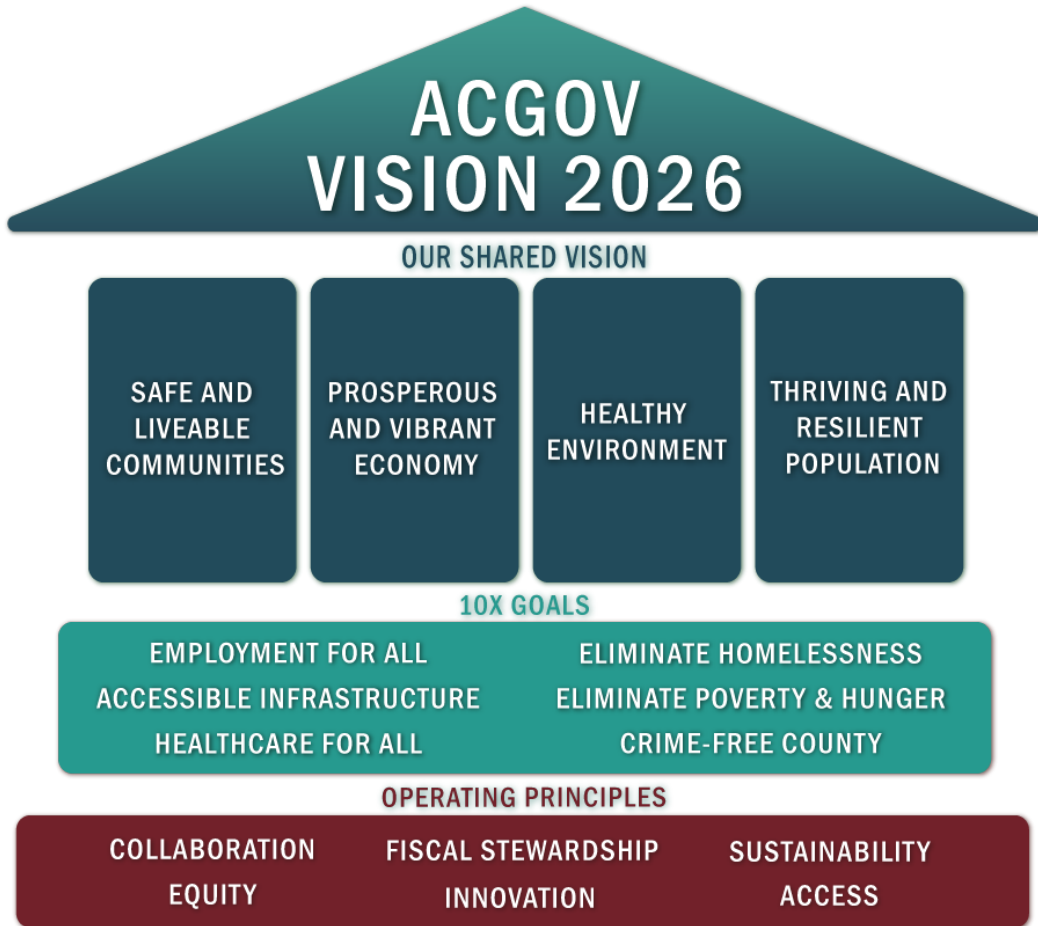 ACGOV
VISION 2026
OUR SHARED VISION
SAFE AND
LIVEABLE
COMMUNITIES
PROSPEROUS
AND VIBRANT
ECONOMY
HEALTHY
ENVIRONMENT
THRIVING AND
RESILIENT
POPULATION
10X GOALS
EMPLOYMENT FOR ALL
ACCESSIBLE INFRASTRUCTURE
HEALTHCARE FOR ALL
ELIMINATE HOMELESSNESS
ELIMINATE POVERTY & HUNGER
CRIME-FREE COUNTY
OPERATING PRINCIPLES
COLLABORATION
EQUITY
FISCAL STEWARDSHIP
INNOVATION
SUSTAINABILITY
ACCESS